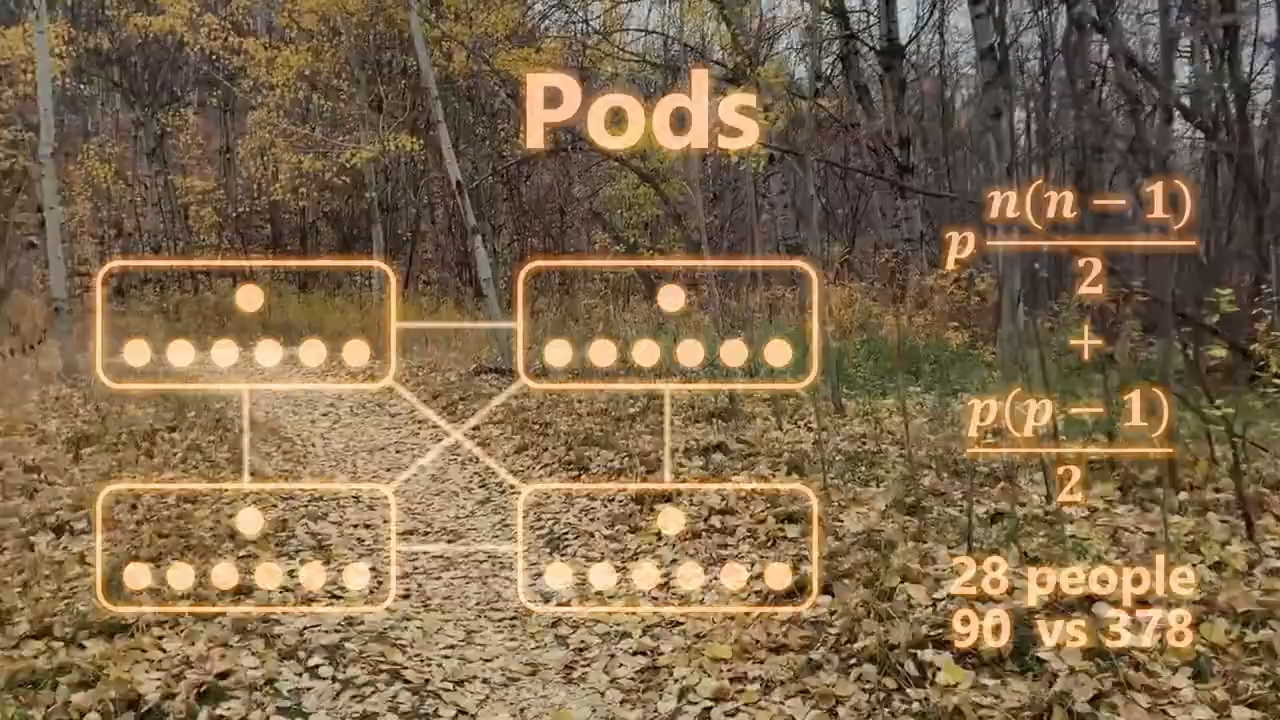 Pods
p n(n − 1)
2
+
p(p − 1)
2
28 people
90 vs 378